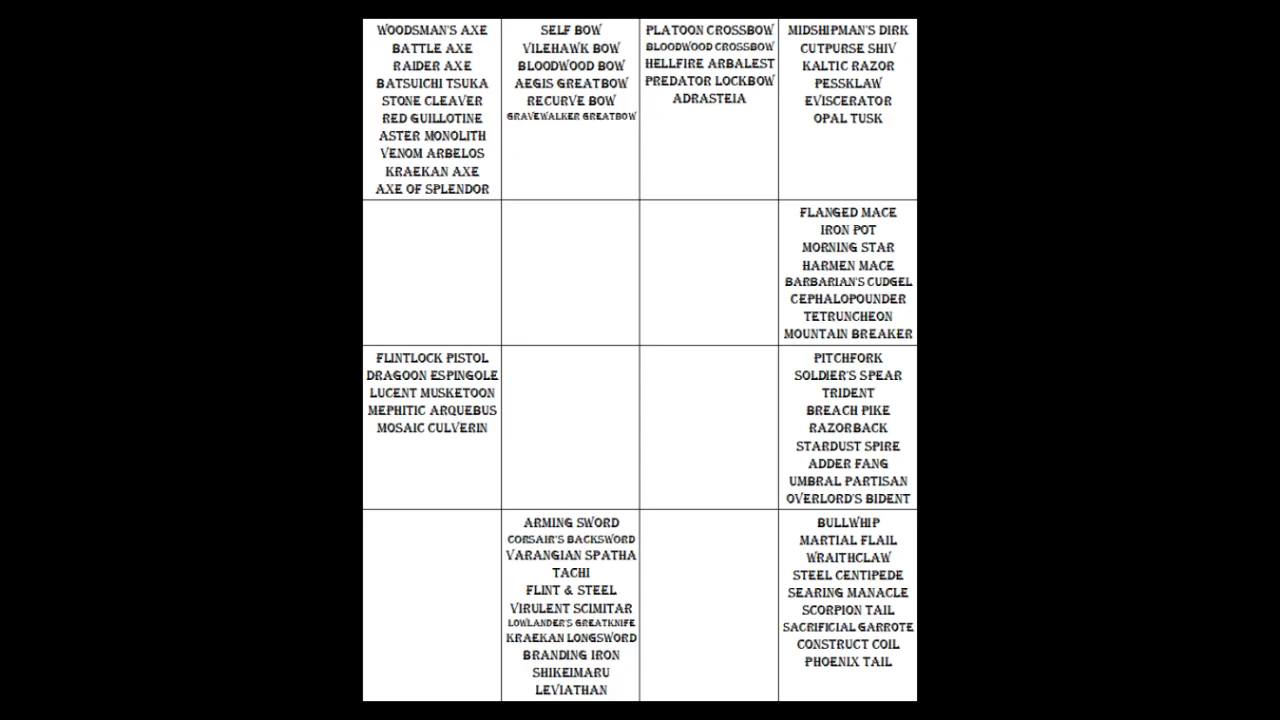 WOODSMAN'S AXE
BATTLE AXE
RAIDER AXE
BATSUICHI TSUKA
STONE CLEAVER
RED GUILLOTINE
ASTER MONOLITH
VENOM ARBELOS
KRAEKAN AXE
AXE OF SPLENDOR
SELF BOW
VILEHAWK BOW
BLOODWOOD BOW
AEGIS GREATBOW
RECURVE BOW
GRAVEWALKER GREATBOW
PLATOON CROSSBOW
BLOODWOOD CROSSBOW
HELLFIRE ARBALEST
PREDATOR LOCKBOW
ADRASTEIA
MIDSHIPMAN'S DIRK
CUTPURSE SHIV
KALTIC RAZOR
PESSKLAW
EVISCERATOR
OPAL TUSK
FLANGED MACE
IRON POT
MORNING STAR
HARMEN MACE
BARBARIAN'S CUDGEL
CEPHALOPOUNDER
TETRUNCHEON
MOUNTAIN BREAKER
FLINTLOCK PISTOL
DRAGOON ESPINGOLE
LUCENT MUSKETOON
MEPHITIC ARQUEBUS
MOSAIC CULVERIN
PITCHFORK
SOLDIER'S SPEAR
TRIDENT
BREACH PIKE
RAZORBACK
STARDUST SPIRE
ADDER FANG
UMBRAL PARTISAN
OVERLORD'S BIDENT
ARMING SWORD
CORSAIR'S BACKSWORD
VARANGIAN SPATHA
TACHI
FLINT & STEEL
VIRULENT SCIMITAR
LOWLANDER'S GREATKNIFE
KRAEKAN LONGSWORD
BRANDING IRON
SHIKEIMARU
LEVIATHAN
BULLWHIP
MARTIAL FLAIL
WRAITHCLAW
STEEL CENTIPEDE
SEARING MANACLE
SCORPION TAIL
SACRIFICIAL GARROTE
CONSTRUCT COIL
PHOENIX TAIL